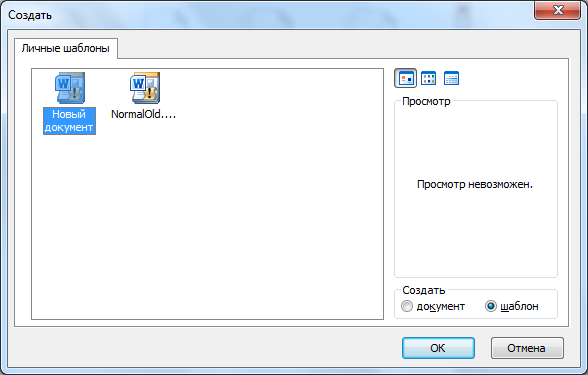 Создать
Личные шаблоны
Новый
документ
NormalOld....
Просмотр
Просмотр невозможен.
Создать
документ
шаблон
OK
Отмена